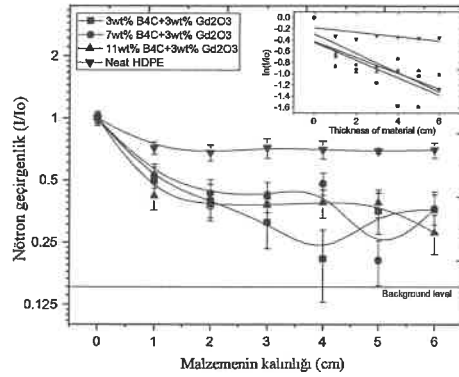 3wt% B4C+3wt% Gd2O3
7wt% B4C+3wt% Gd2O3
11wt% B4C+3wt% Gd2O3
Neat HDPE
Nötron geçirgenlik (I/Io)
2
1
0.5
0.25
0.125
0 1 2 3 4 5 6
Malzemenin kalınlığı (cm)
Background level
ln(I/Io)
0.0
-0.2
-0.4
-0.6
-0.8
-1.0
-1.2
-1.4
-1.6
0 2 4 6
Thickness of material (cm)